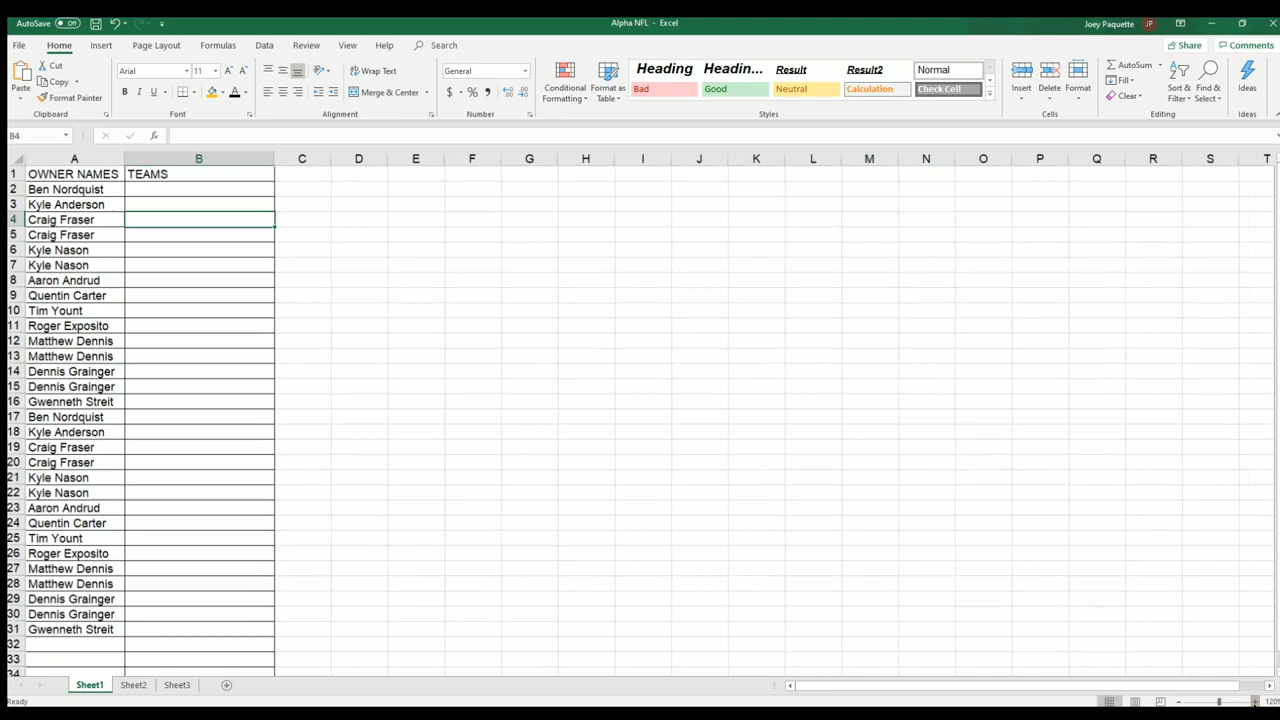 AutoSave Off Alpha NFL - Excel Joey Paquette JP
File Home Insert Page Layout Formulas Data Review View Help Search Share Comments
Paste Cut Copy Format Painter
Arial 11 General
B I U
Wrap Text
Merge & Center
$ % ,
Conditional Formatting Format as Table
Heading Headin... Result Result2 Normal
Bad Good Neutral Calculation Check Cell
Insert Delete Format
AutoSum
Fill
Clear
Sort & Filter Find & Select Ideas
Clipboard Font Alignment Number Styles Cells Editing Ideas
B4 fx
A B C D E F G H I J K L M N O P Q R S T
1 OWNER NAMES TEAMS
2 Ben Nordquist
3 Kyle Anderson
4 Craig Fraser
5 Craig Fraser
6 Kyle Nason
7 Kyle Nason
8 Aaron Andrud
9 Quentin Carter
10 Tim Yount
11 Roger Exposito
12 Matthew Dennis
13 Matthew Dennis
14 Dennis Grainger
15 Dennis Grainger
16 Gwenneth Streit
17 Ben Nordquist
18 Kyle Anderson
19 Craig Fraser
20 Craig Fraser
21 Kyle Nason
22 Kyle Nason
23 Aaron Andrud
24 Quentin Carter
25 Tim Yount
26 Roger Exposito
27 Matthew Dennis
28 Matthew Dennis
29 Dennis Grainger
30 Dennis Grainger
31 Gwenneth Streit
32
33
34
Sheet1 Sheet2 Sheet3
Ready 120%